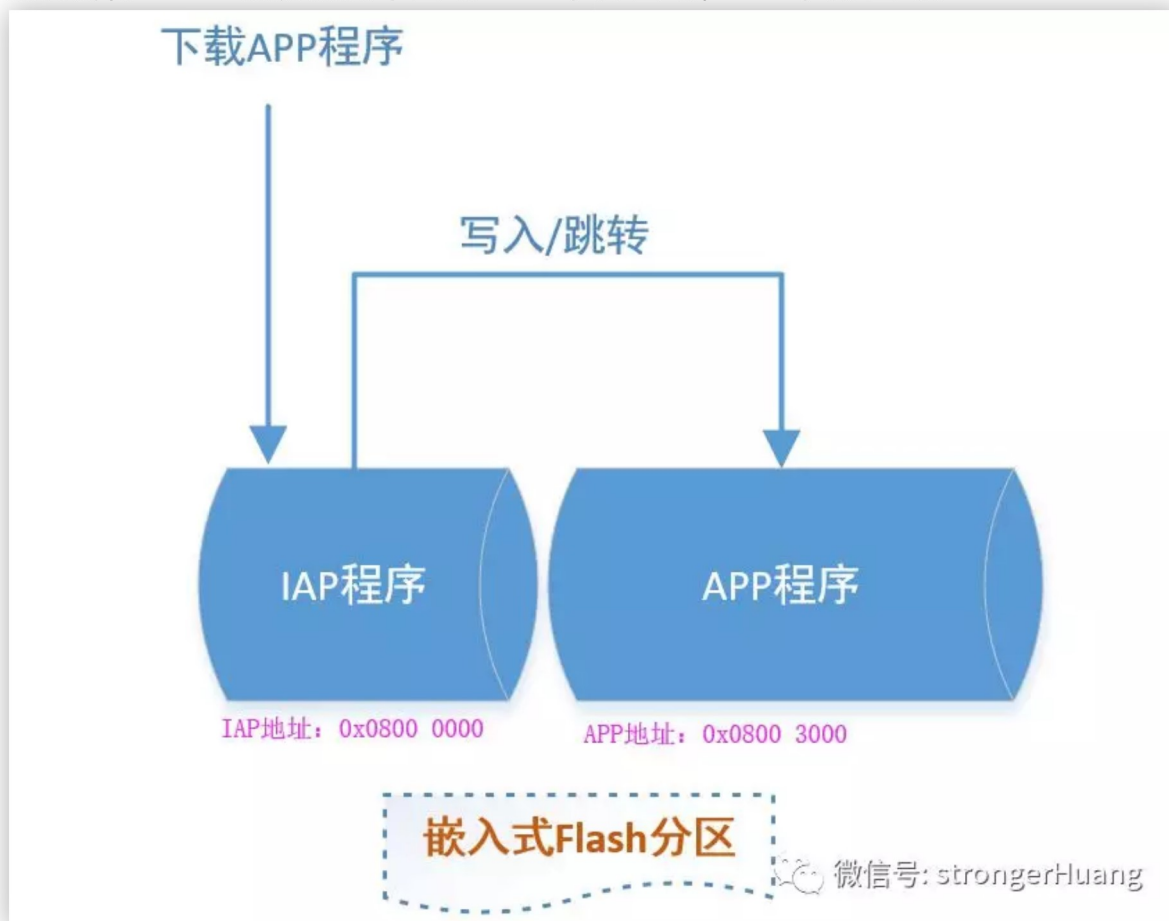 下载APP程序
写入/跳转
IAP程序
APP程序
IAP地址：0x0800 0000
APP地址：0x0800 3000
嵌入式Flash分区
微信号: strongerHuang